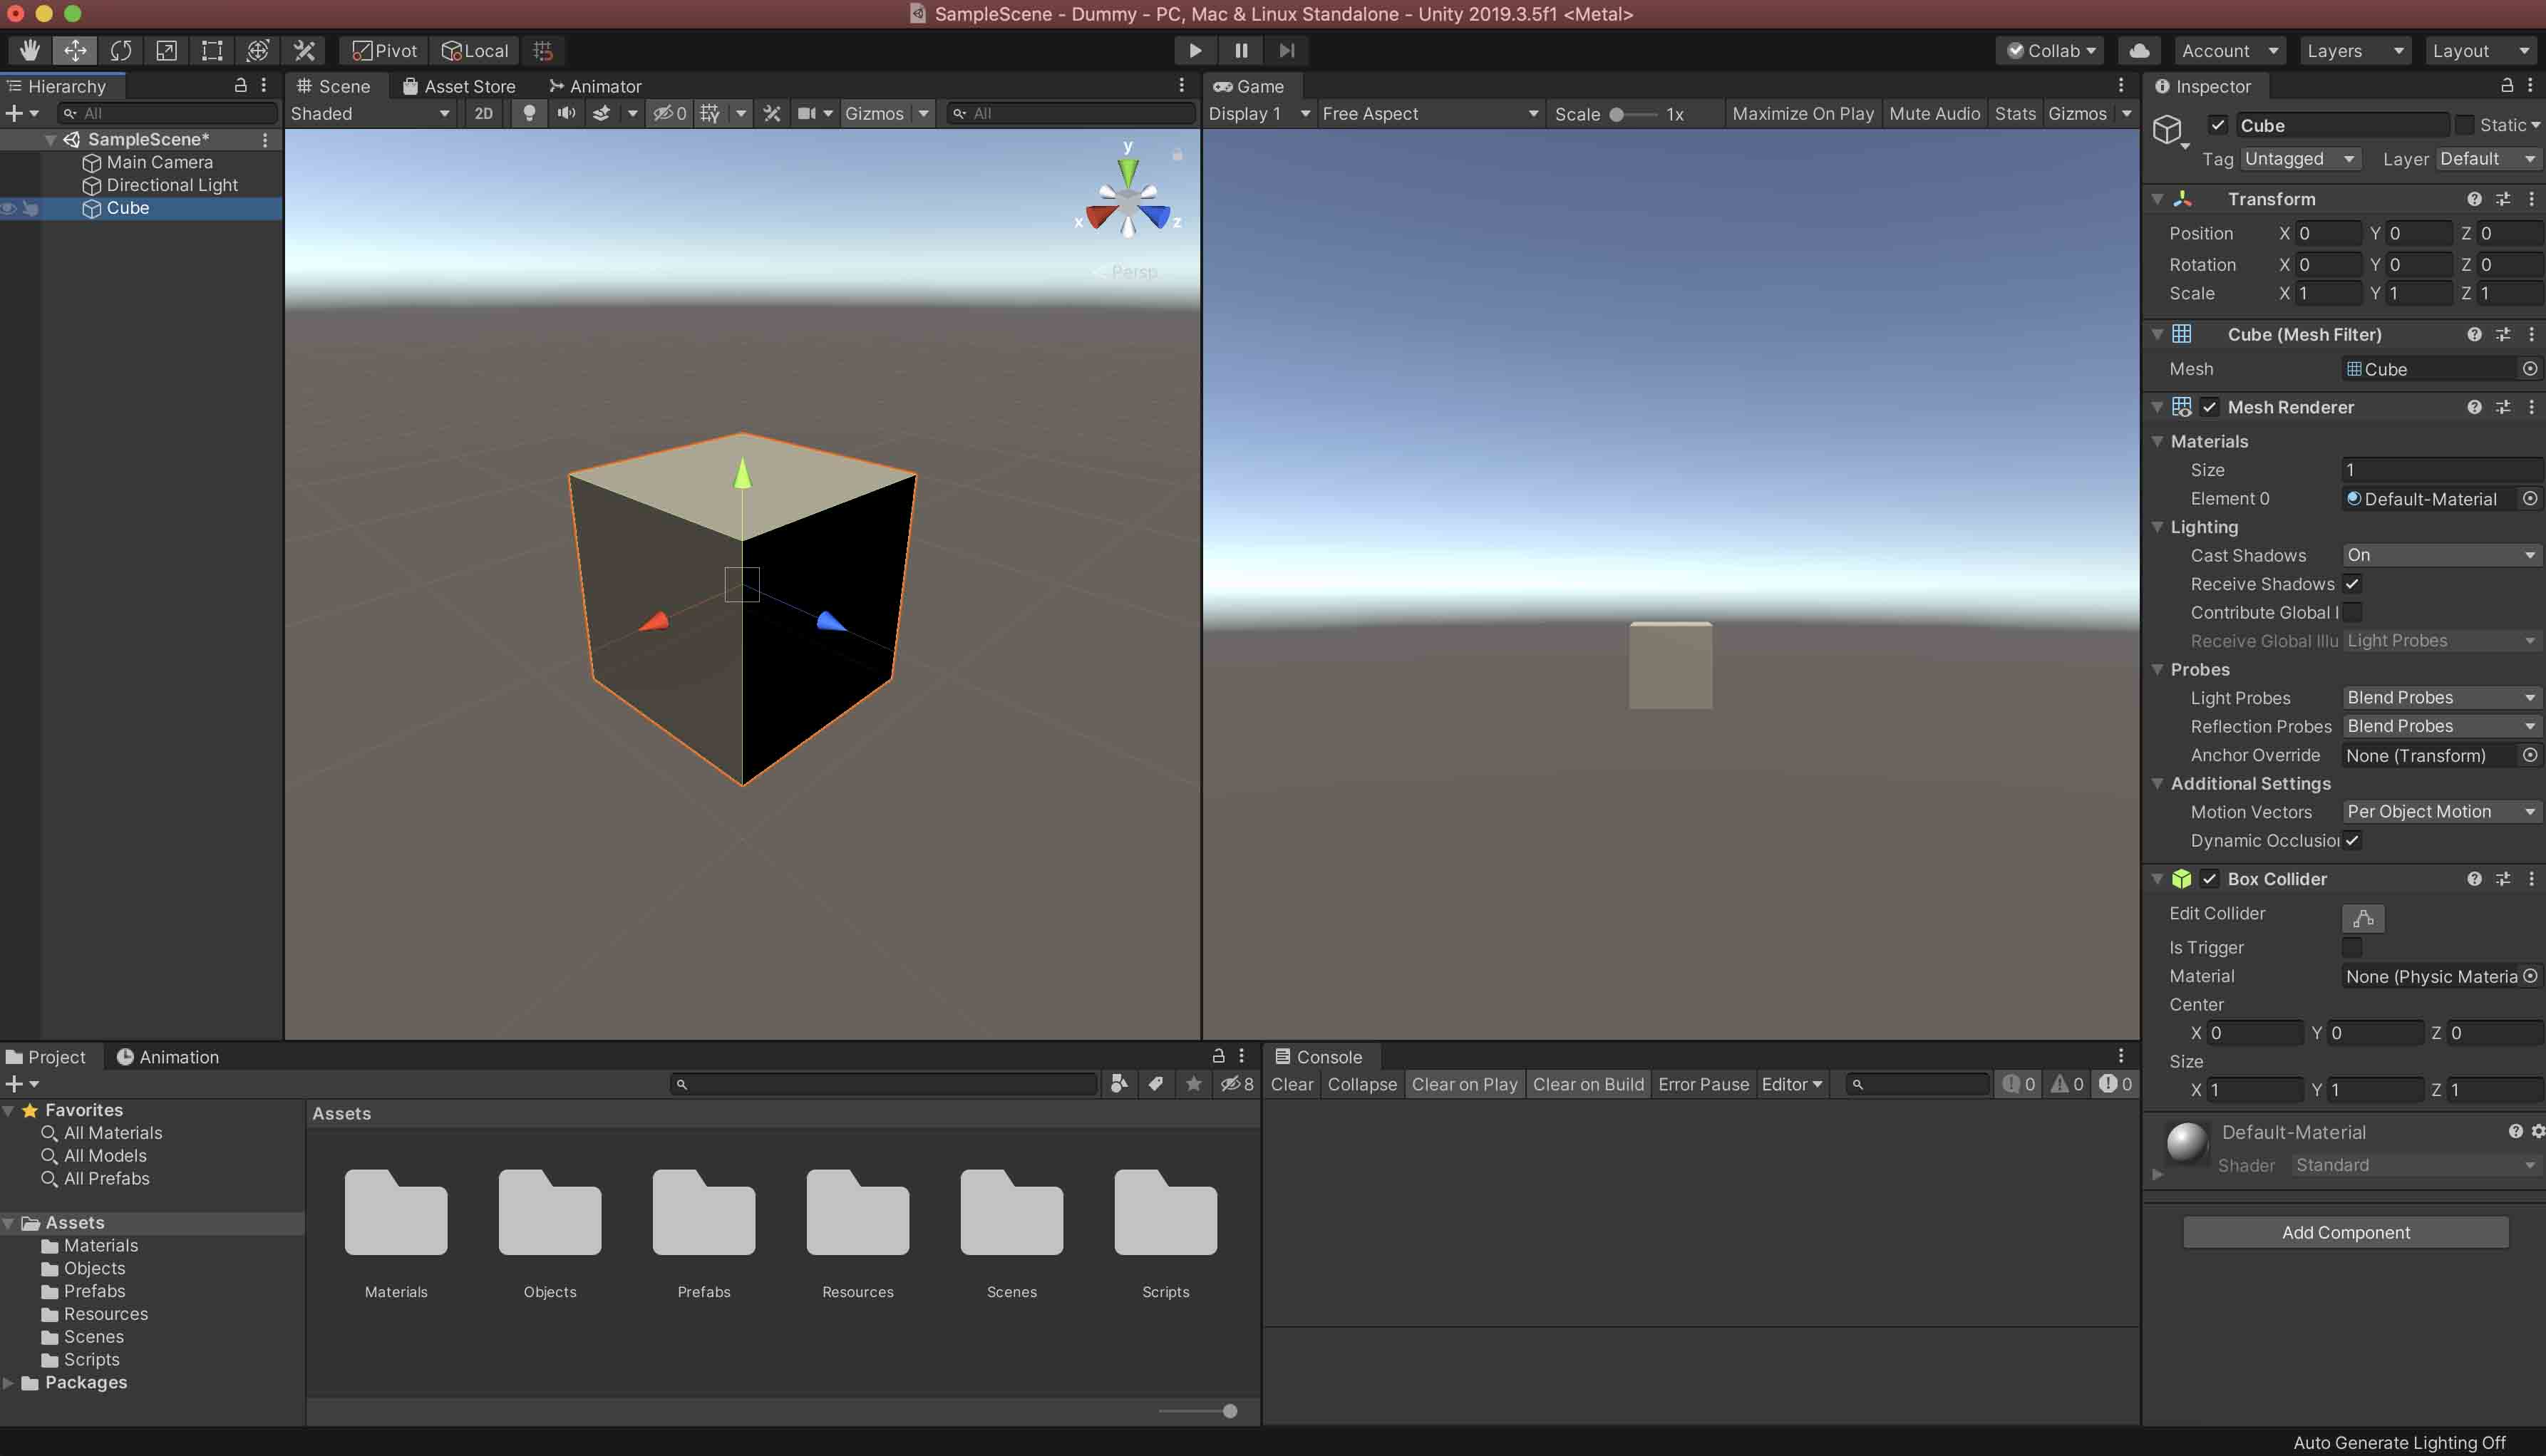 SampleScene - Dummy - PC, Mac & Linux Standalone - Unity 2019.3.5f1 <Metal>
Pivot Local Collab Account Layers Layout
Hierarchy
All
SampleScene*
Main Camera
Directional Light
Cube
Scene Asset Store Animator
Shaded 2D 0 Gizmos All
y
x z
Persp
Game
Display 1 Free Aspect Scale 1x Maximize On Play Mute Audio Stats Gizmos
Inspector
Cube Static
Tag Untagged Layer Default
Transform
Position X 0 Y 0 Z 0
Rotation X 0 Y 0 Z 0
Scale X 1 Y 1 Z 1
Cube (Mesh Filter)
Mesh Cube
Mesh Renderer
Materials
Size 1
Element 0 Default-Material
Lighting
Cast Shadows On
Receive Shadows
Contribute Global I
Receive Global Illu Light Probes
Probes
Light Probes Blend Probes
Reflection Probes Blend Probes
Anchor Override None (Transform)
Additional Settings
Motion Vectors Per Object Motion
Dynamic Occlusio
Box Collider
Edit Collider
Is Trigger
Material None (Physic Materia
Center
X 0 Y 0 Z 0
Size
X 1 Y 1 Z 1
Default-Material
Shader Standard
Add Component
Project Animation
8
Favorites
All Materials
All Models
All Prefabs
Assets
Materials
Objects
Prefabs
Resources
Scenes
Scripts
Packages
Assets
Materials Objects Prefabs Resources Scenes Scripts
Console
Clear Collapse Clear on Play Clear on Build Error Pause Editor 0 0 0
Auto Generate Lighting Off